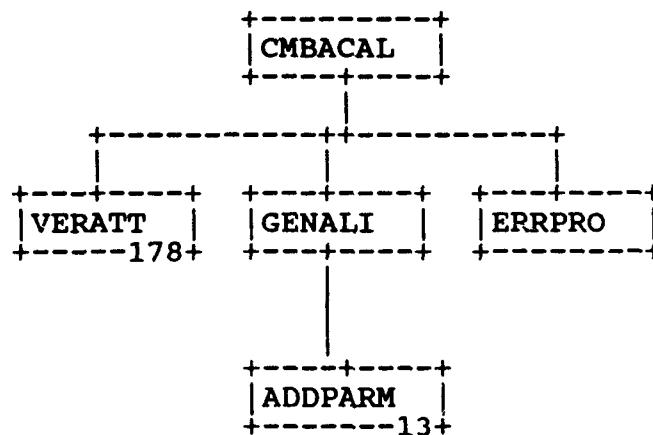 CMBACAL
VERATT GENALI ERRPRO
178
ADDPARM
13